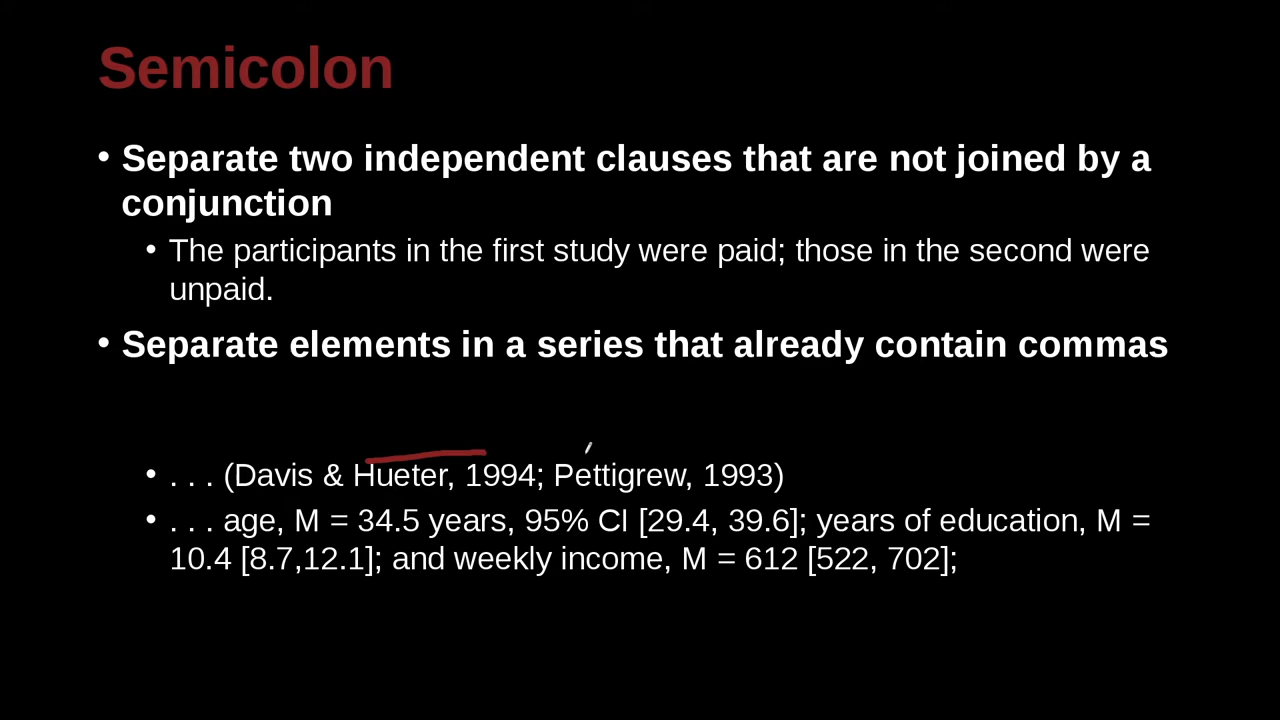 Semicolon
• Separate two independent clauses that are not joined by a
conjunction
• The participants in the first study were paid; those in the second were
unpaid.
• Separate elements in a series that already contain commas
• . . . (Davis & Hueter, 1994; Pettigrew, 1993)
• . . . age, M = 34.5 years, 95% CI [29.4, 39.6]; years of education, M =
10.4 [8.7,12.1]; and weekly income, M = 612 [522, 702];